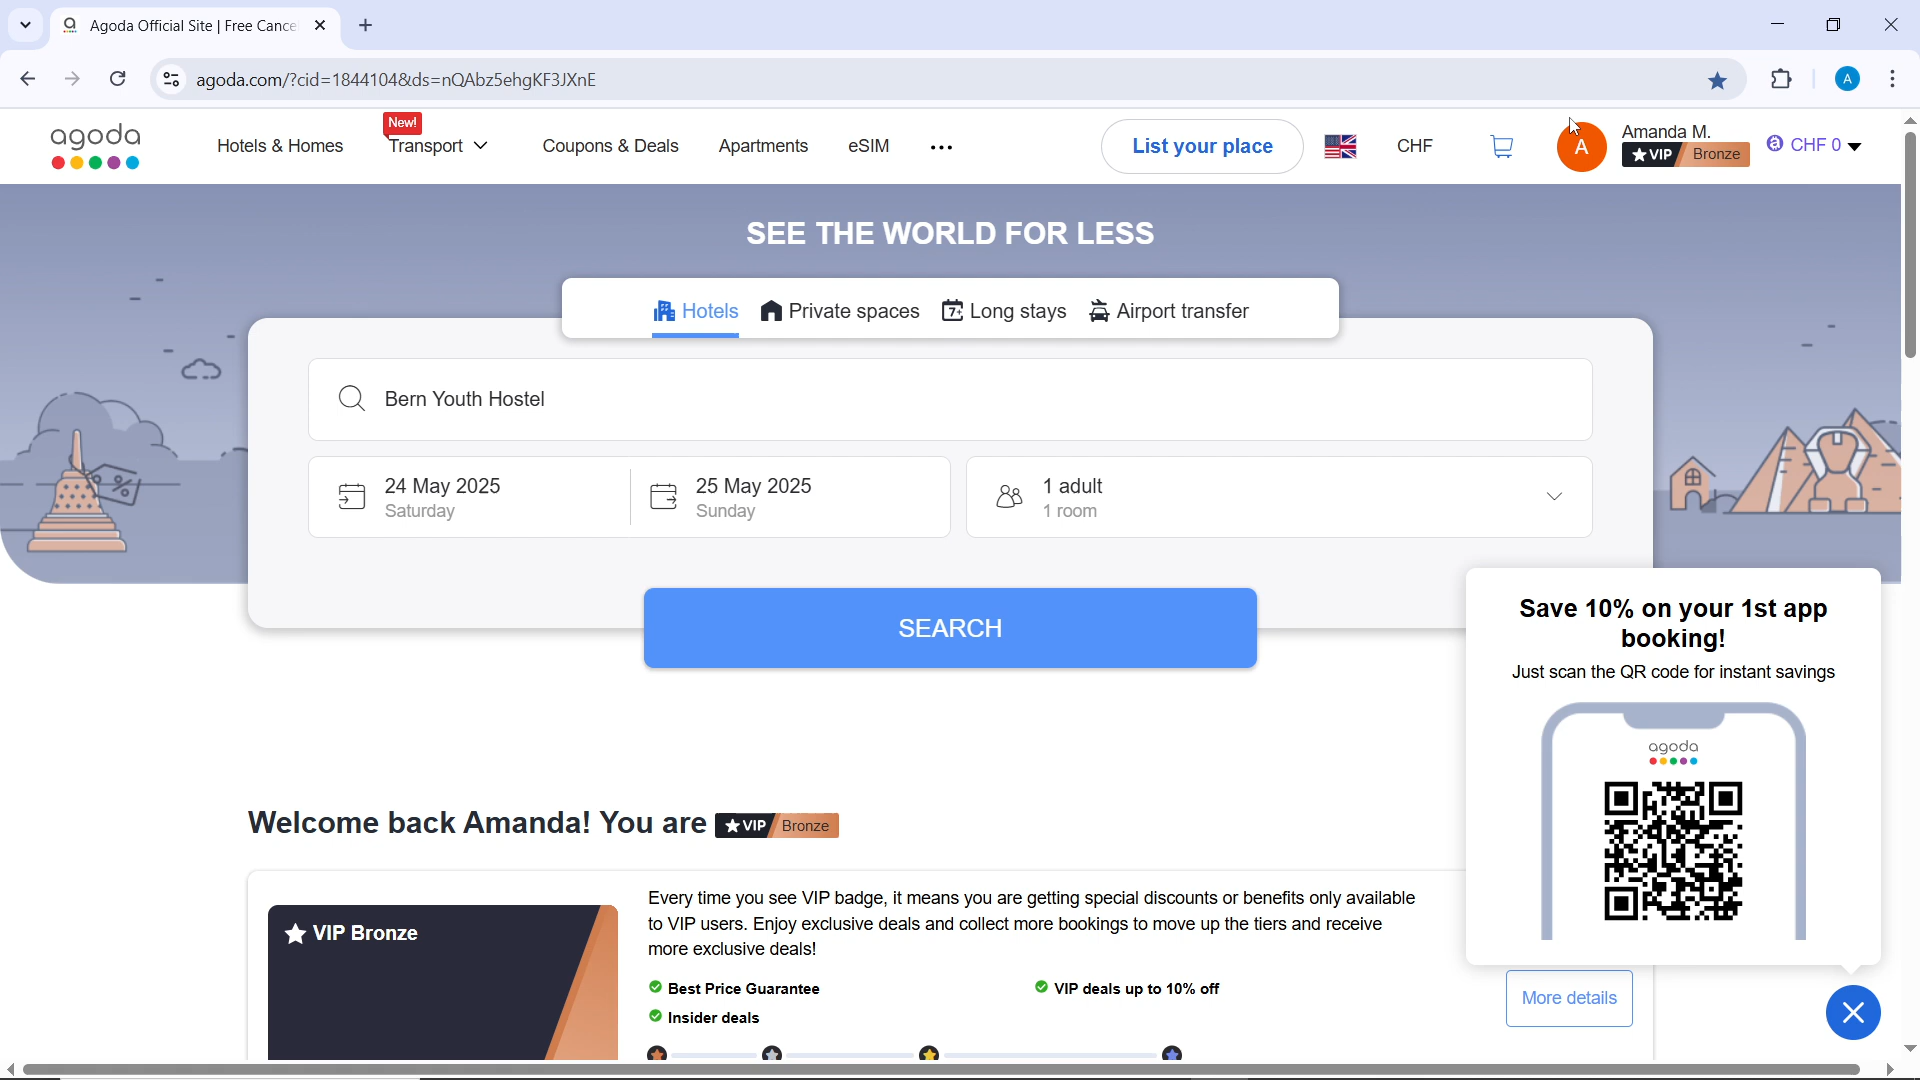 Agoda Official Site | Free Cance
agoda.com/?cid=1844104&ds=nQAbz5ehgKF3JXnE
A
agoda
Hotels & Homes
New!
Transport
Coupons & Deals
Apartments
eSIM
List your place
CHF
A
Amanda M.
VIP Bronze
CHF 0
SEE THE WORLD FOR LESS
Hotels
Private spaces
7+ Long stays
Airport transfer
Bern Youth Hostel
24 May 2025
Saturday
25 May 2025
Sunday
1 adult
1 room
SEARCH
Save 10% on your 1st app
booking!
Just scan the QR code for instant savings
agoda
Welcome back Amanda! You are VIP Bronze
VIP Bronze
Every time you see VIP badge, it means you are getting special discounts or benefits only available
to VIP users. Enjoy exclusive deals and collect more bookings to move up the tiers and receive
more exclusive deals!
Best Price Guarantee
VIP deals up to 10% off
Insider deals
More details